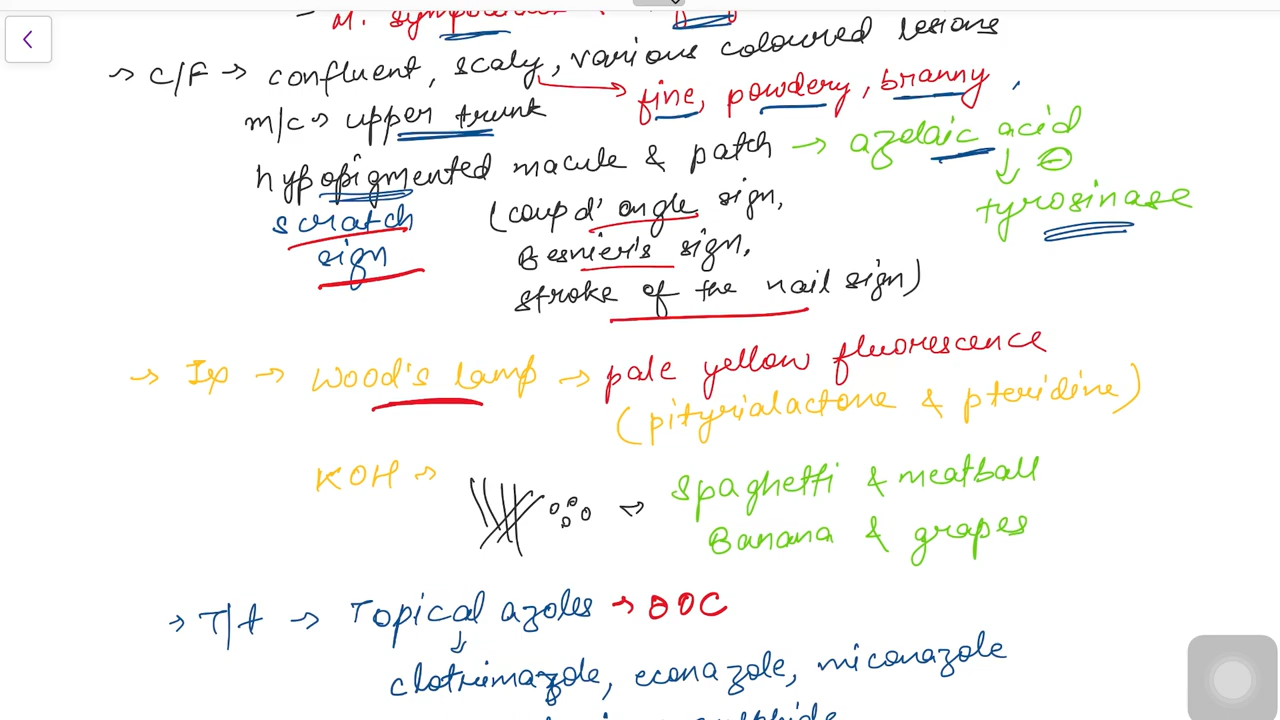 → C/F → confluent, scaly, various coloured lesions
→ fine, powdery, branny,
m/c → upper trunk
hypopigmented macule & patch → azelaic acid
↓ ⊖
tyrosinase
scratch sign
(coup d' angle sign,
Besnier's sign,
stroke of the nail sign)
→ Ix → Wood's lamp → pale yellow fluorescence
(pityrialactone & pteridine)
KOH → → Spaghetti & meatball
Banana & grapes
→ T/t → Topical azoles → DOC
↓
clotrimazole, econazole, miconazole